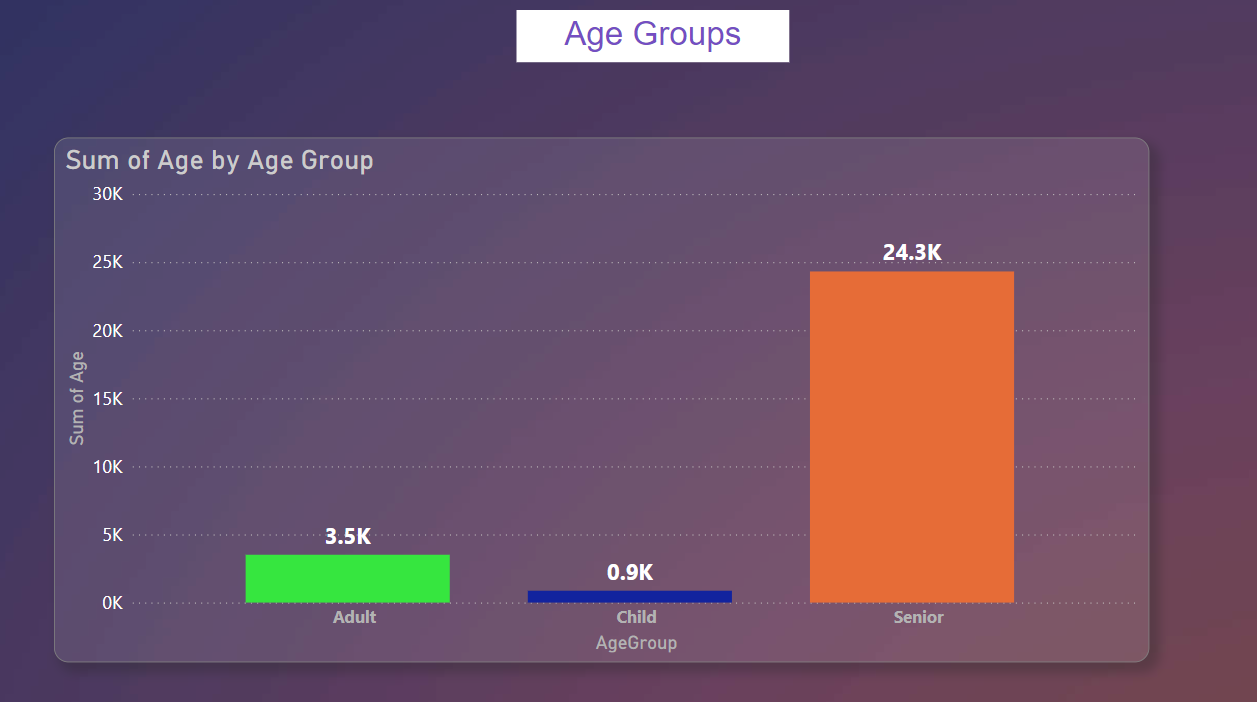 Age Groups
Sum of Age by Age Group
30K
25K
20K
15K
10K
5K
0K
Sum of Age
3.5K
0.9K
24.3K
Adult
Child
Senior
AgeGroup